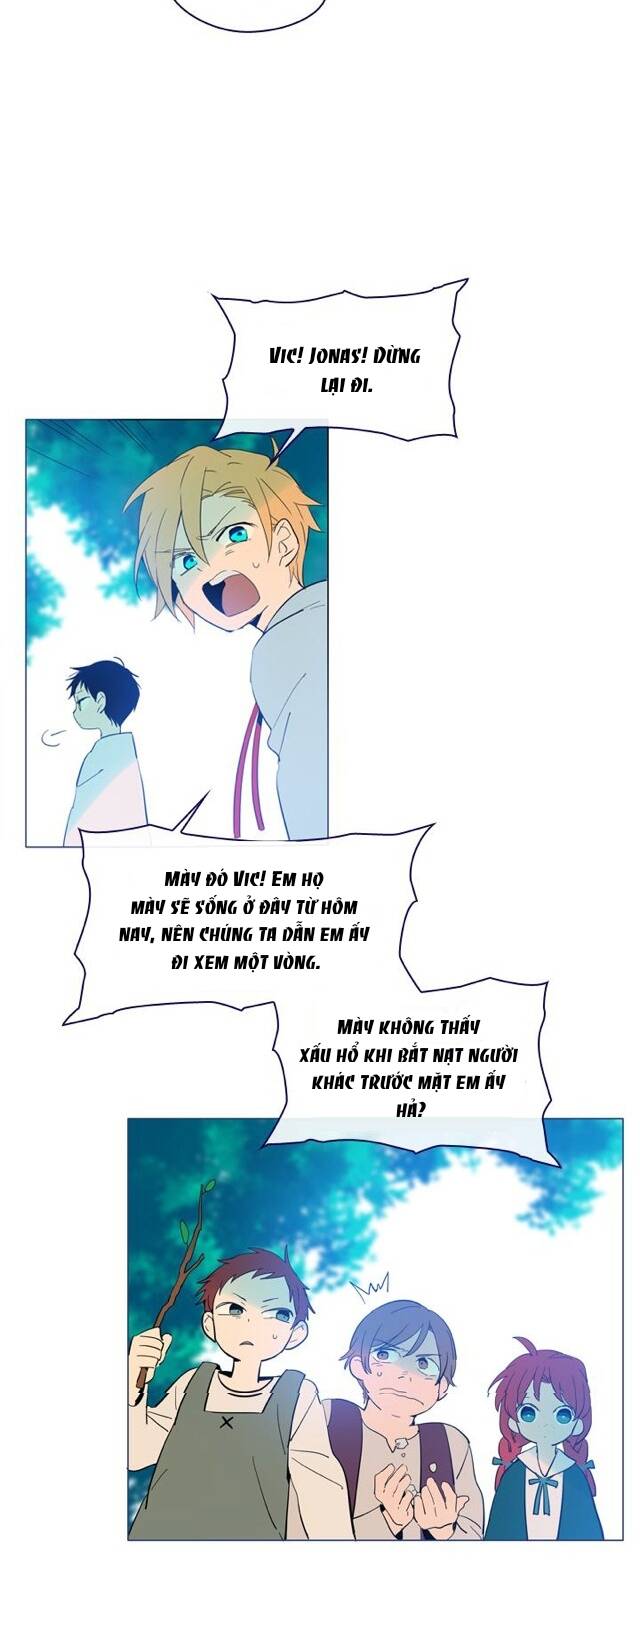 Vic! Jonas! Dừng
lại đi.
Mày đó Vic! Em họ
mày sẽ sống ở đây từ hôm
nay, nên chúng ta dẫn em ấy
đi xem một vòng.
Mày không thấy
xấu hổ khi bắt nạt người
khác trước mặt em ấy
hả?